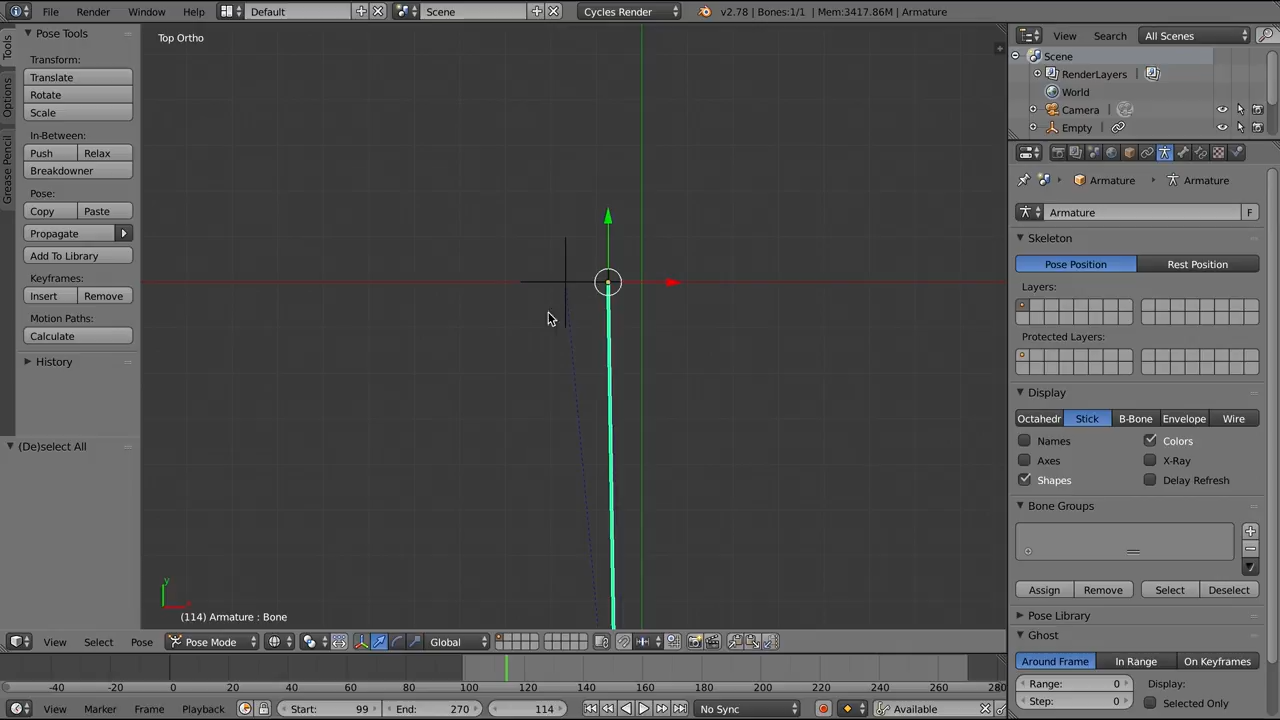 File Render Window Help Default Scene Cycles Render v2.78 | Bones:1/1 | Mem:3417.86M | Armature
Tools
Options
Grease Pencil
Pose Tools
Transform:
Translate
Rotate
Scale
In-Between:
Push Relax
Breakdowner
Pose:
Copy Paste
Propagate
Add To Library
Keyframes:
Insert Remove
Motion Paths:
Calculate
History
(De)select All
Top Ortho
y
(114) Armature : Bone
View Select Pose Pose Mode Global
-40 -20 0 20 40 60 80 100 120 140 160 180 200 220 240 260 280
View Marker Frame Playback Start: 99 End: 270 114 No Sync Available
View Search All Scenes
Scene
RenderLayers
World
Camera
Empty
Armature Armature
Armature F
Skeleton
Pose Position Rest Position
Layers:
Protected Layers:
Display
Octahedr Stick B-Bone Envelope Wire
Names Colors
Axes X-Ray
Shapes Delay Refresh
Bone Groups
Assign Remove Select Deselect
Pose Library
Ghost
Around Frame In Range On Keyframes
Range: 0 Display:
Step: 0 Selected Only